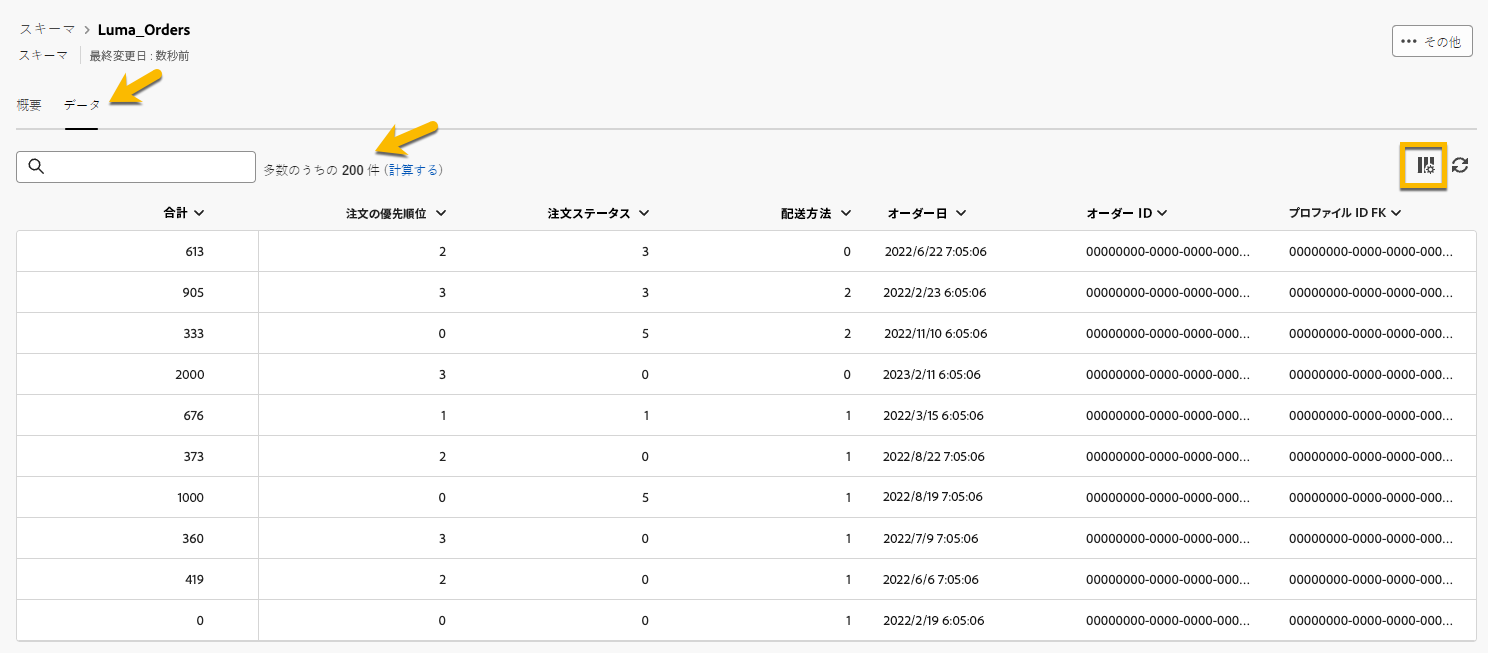 スキーマ > Luma_Orders
スキーマ 最終変更日 : 数秒前
••• その他
概要 データ
多数のうちの 200 件 (計算する)
合計 注文の優先順位 注文ステータス 配送方法 オーダー日 オーダー ID プロファイル ID FK
613 2 3 0 2022/6/22 7:05:06 00000000-0000-0000-000... 00000000-0000-0000-000...
905 3 3 2 2022/2/23 6:05:06 00000000-0000-0000-000... 00000000-0000-0000-000...
333 0 5 2 2022/11/10 6:05:06 00000000-0000-0000-000... 00000000-0000-0000-000...
2000 3 0 0 2023/2/11 6:05:06 00000000-0000-0000-000... 00000000-0000-0000-000...
676 1 1 1 2022/3/15 6:05:06 00000000-0000-0000-000... 00000000-0000-0000-000...
373 2 0 1 2022/8/22 7:05:06 00000000-0000-0000-000... 00000000-0000-0000-000...
1000 0 5 1 2022/8/19 7:05:06 00000000-0000-0000-000... 00000000-0000-0000-000...
360 3 0 1 2022/7/9 7:05:06 00000000-0000-0000-000... 00000000-0000-0000-000...
419 2 0 1 2022/6/6 7:05:06 00000000-0000-0000-000... 00000000-0000-0000-000...
0 0 0 1 2022/2/19 6:05:06 00000000-0000-0000-000... 00000000-0000-0000-000...